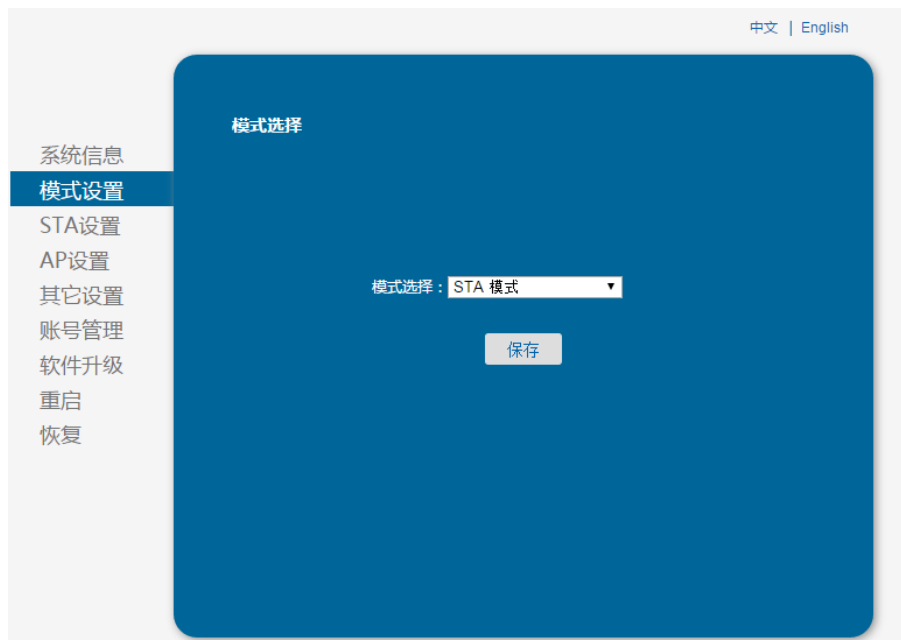 中文 | English
模式选择
系统信息
模式设置
STA设置
AP设置
其它设置
账号管理
软件升级
重启
恢复
模式选择：STA 模式
保存